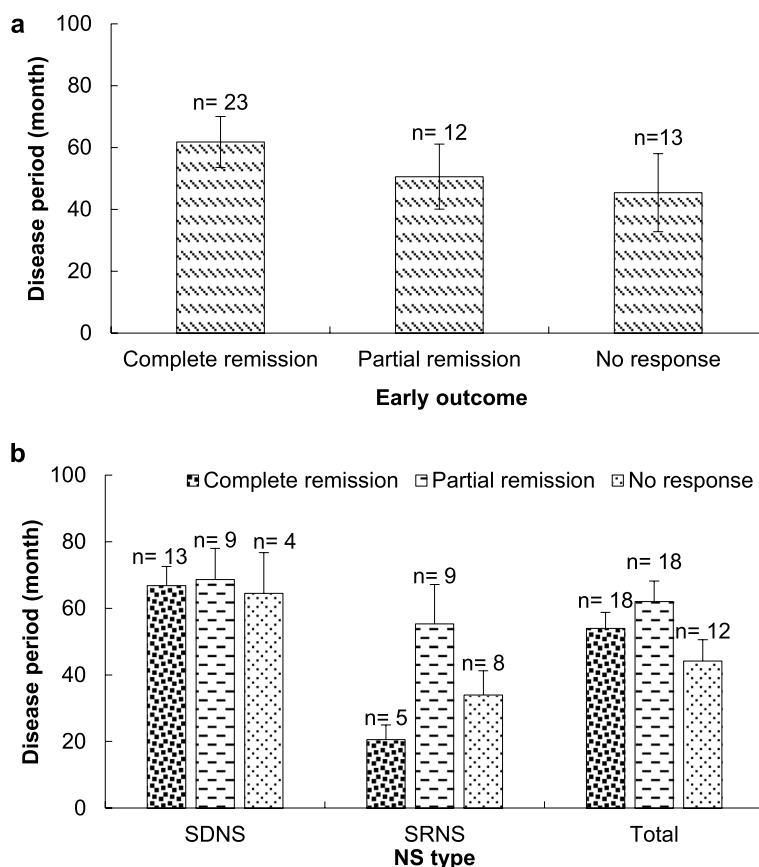 a
Disease period (month)
100
80
60
40
20
0
n= 23
n= 12
n=13
Complete remission Partial remission No response
Early outcome
b
Disease period (month)
100
80
60
40
20
0
Complete remission Partial remission No response
n= 13
n= 9
n= 4
n= 5
n= 9
n= 8
n= 18
n= 18
n= 12
SDNS SRNS Total
NS type